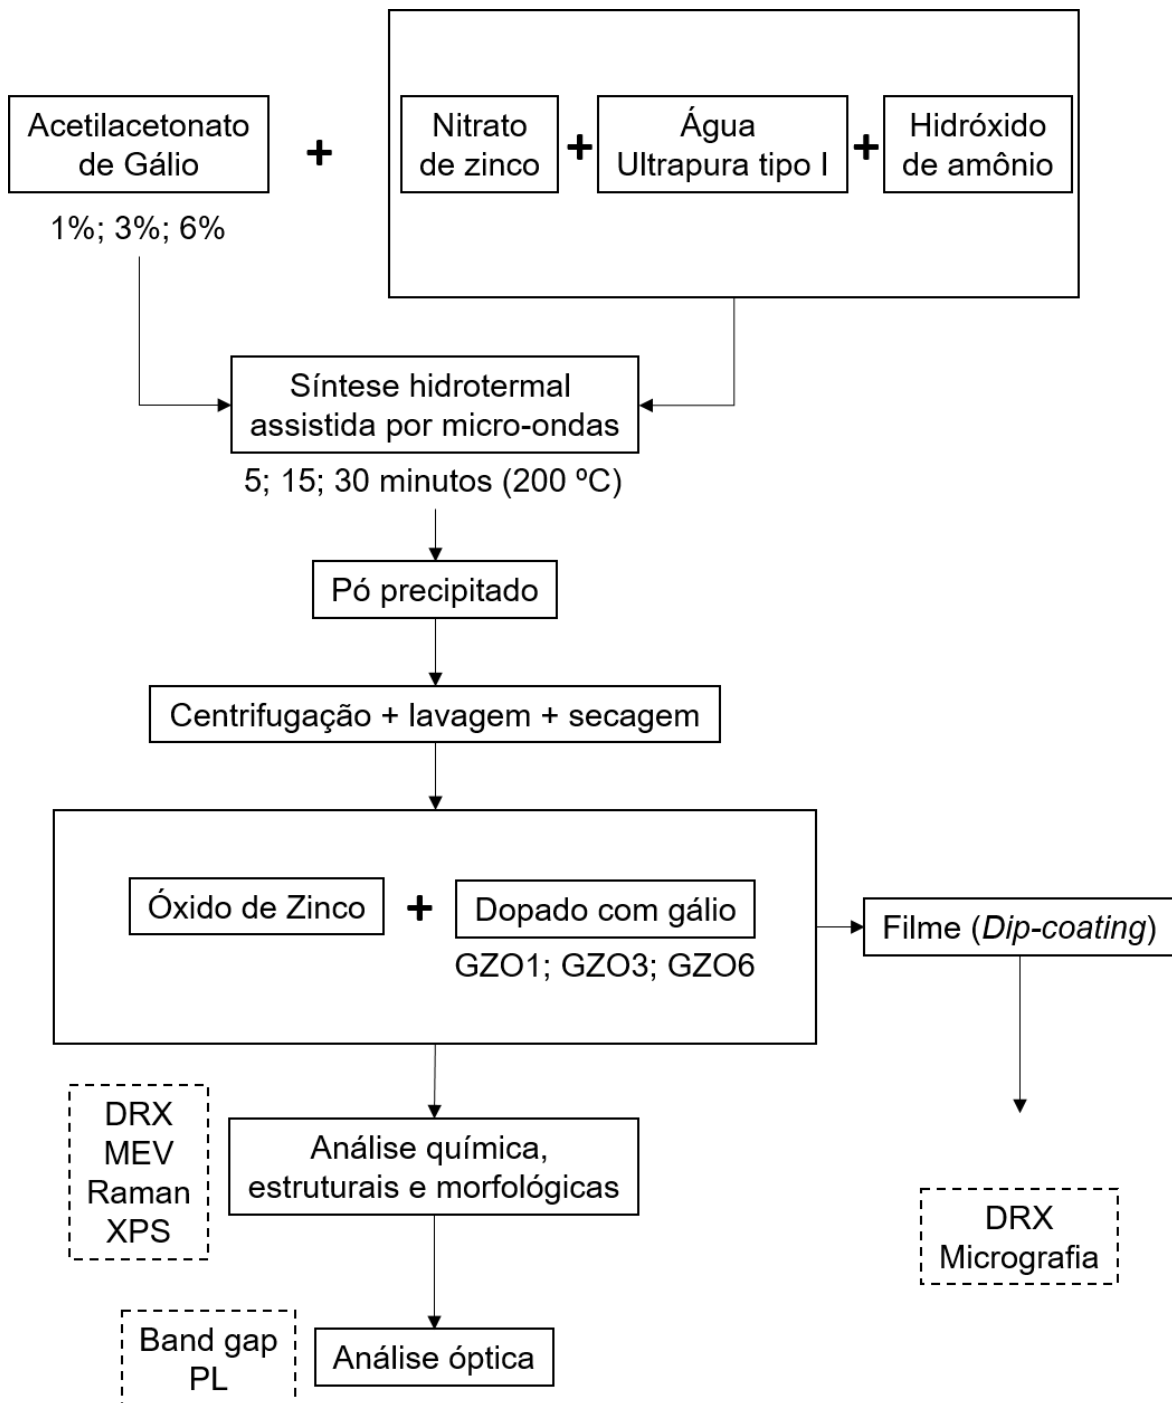 Acetilacetonato
de Gálio
1%; 3%; 6%
+
Nitrato
de zinco
+
Água
Ultrapura tipo I
+
Hidróxido
de amônio
Síntese hidrotermal
assistida por micro-ondas
5; 15; 30 minutos (200 ºC)
Pó precipitado
Centrifugação + lavagem + secagem
Óxido de Zinco
+
Dopado com gálio
GZO1; GZO3; GZO6
Filme (Dip-coating)
DRX
MEV
Raman
XPS
Análise química,
estruturais e morfológicas
DRX
Micrografia
Band gap
PL
Análise óptica